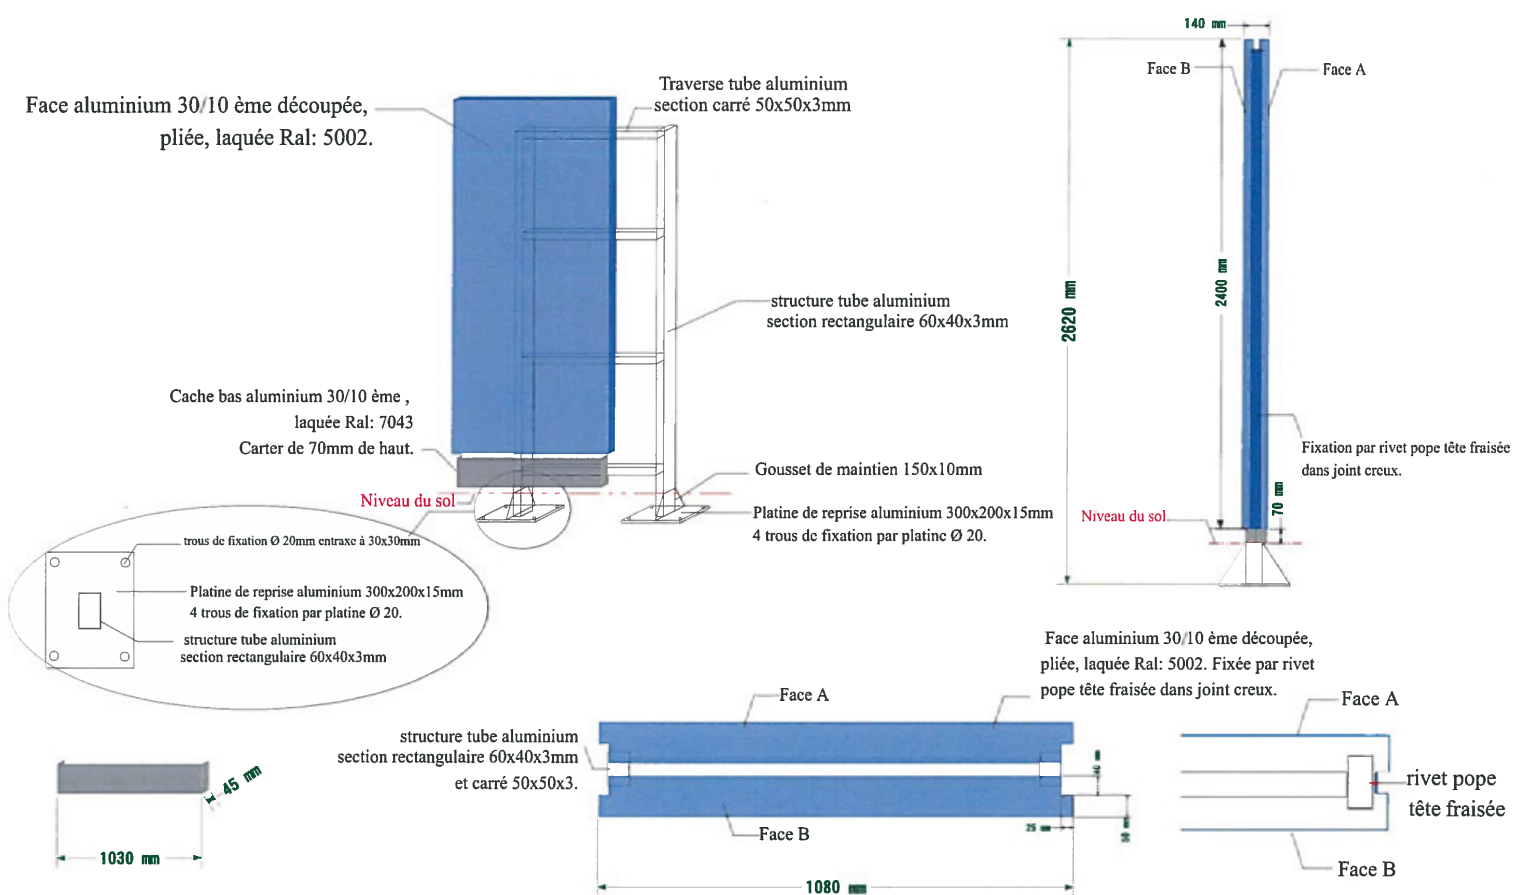 Face aluminium 30/10 ème découpée,
pliée, laquée Ral: 5002.
Traverse tube aluminium
section carré 50x50x3mm
structure tube aluminium
section rectangulaire 60x40x3mm
Cache bas aluminium 30/10 ème ,
laquée Ral: 7043
Carter de 70mm de haut.
Niveau du sol
Gousset de maintien 150x10mm
Platine de reprise aluminium 300x200x15mm
4 trous de fixation par platine Ø 20.
trous de fixation Ø 20mm entraxe à 30x30mm
Platine de reprise aluminium 300x200x15mm
4 trous de fixation par platine Ø 20.
structure tube aluminium
section rectangulaire 60x40x3mm
140 mm
Face B
Face A
2620 mm
2400 mm
Fixation par rivet pope tête fraisée
dans joint creux.
70 mm
Niveau du sol
45 mm
1030 mm
Face aluminium 30/10 ème découpée,
pliée, laquée Ral: 5002. Fixée par rivet
pope tête fraisée dans joint creux.
Face A
structure tube aluminium
section rectangulaire 60x40x3mm
et carré 50x50x3.
40 mm
25 mm
50 mm
Face B
1080 mm
Face A
rivet pope
tête fraisée
Face B